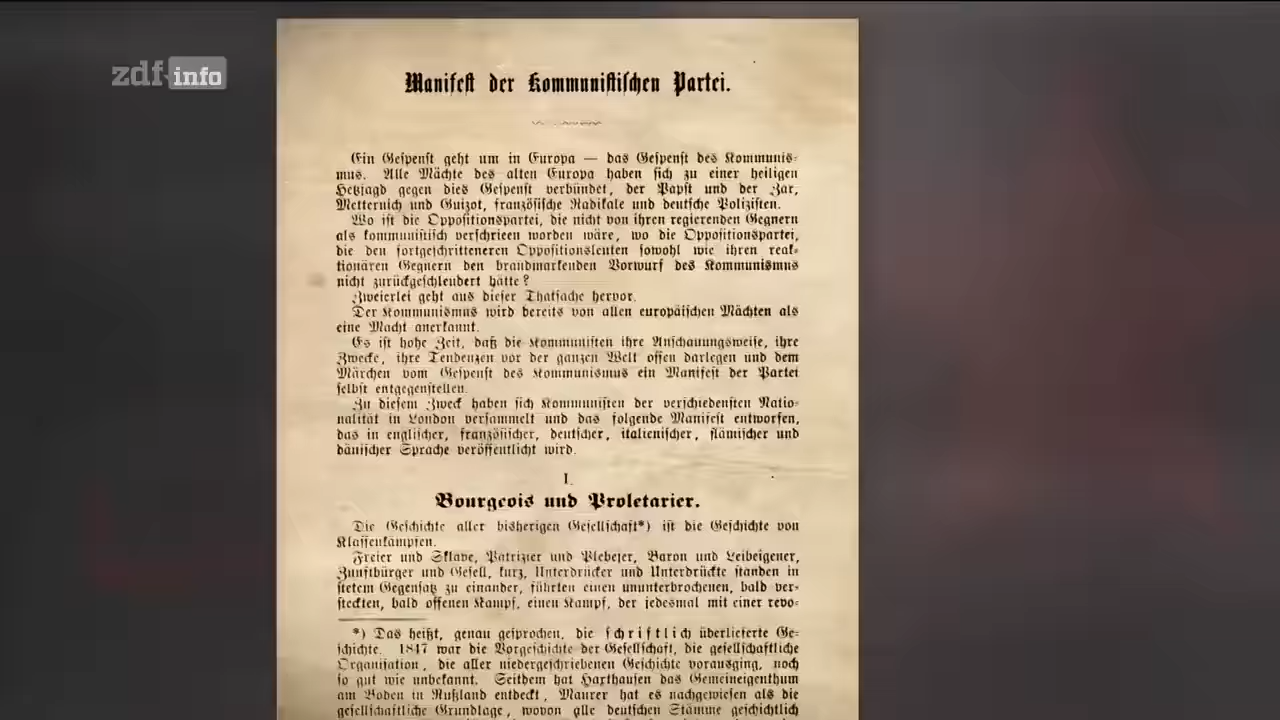 zdf info
Manifest der Kommunistischen Partei.
Ein Gespenst geht um in Europa — das Gespenst des Kommunis-
mus. Alle Mächte des alten Europa haben sich zu einer heiligen
Hetzjagd gegen dies Gespenst verbündet, der Papst und der Zar,
Metternich und Guizot, französische Radikale und deutsche Polizisten.
Wo ist die Oppositionspartei, die nicht von ihren regierenden Gegnern
als kommunistisch verschrieen worden wäre, wo die Oppositionspartei,
die den fortgeschritteneren Oppositionsleuten sowohl wie ihren reak-
tionären Gegnern den brandmarkenden Vorwurf des Kommunismus
nicht zurückgeschleudert hätte?
Zweierlei geht aus dieser Thatsache hervor.
Der Kommunismus wird bereits von allen europäischen Mächten als
eine Macht anerkannt.
Es ist hohe Zeit, daß die Kommunisten ihre Anschauungsweise, ihre
Zwecke, ihre Tendenzen vor der ganzen Welt offen darlegen und dem
Märchen vom Gespenst des Kommunismus ein Manifest der Partei
selbst entgegenstellen.
Zu diesem Zweck haben sich Kommunisten der verschiedensten Natio-
nalität in London versammelt und das folgende Manifest entworfen,
das in englischer, französischer, deutscher, italienischer, flämischer und
dänischer Sprache veröffentlicht wird.
I.
Bourgeois und Proletarier.
Die Geschichte aller bisherigen Gesellschaft*) ist die Geschichte von
Klassenkämpfen.
Freier und Sklave, Patrizier und Plebejer, Baron und Leibeigener,
Zunftbürger und Gesell, kurz, Unterdrücker und Unterdrückte standen in
stetem Gegensatz zu einander, führten einen ununterbrochenen, bald ver-
steckten, bald offenen Kampf, einen Kampf, der jedesmal mit einer revo-
*) Das heißt, genau gesprochen, die schriftlich überlieferte Ge-
schichte. 1847 war die Vorgeschichte der Gesellschaft, die gesellschaftliche
Organisation, die aller niedergeschriebenen Geschichte vorausging, noch
so gut wie unbekannt. Seitdem hat Harthausen das Gemeineigenthum
am Boden in Rußland entdeckt, Maurer hat es nachgewiesen als die
gesellschaftliche Grundlage, wovon alle deutschen Stämme geschichtlich